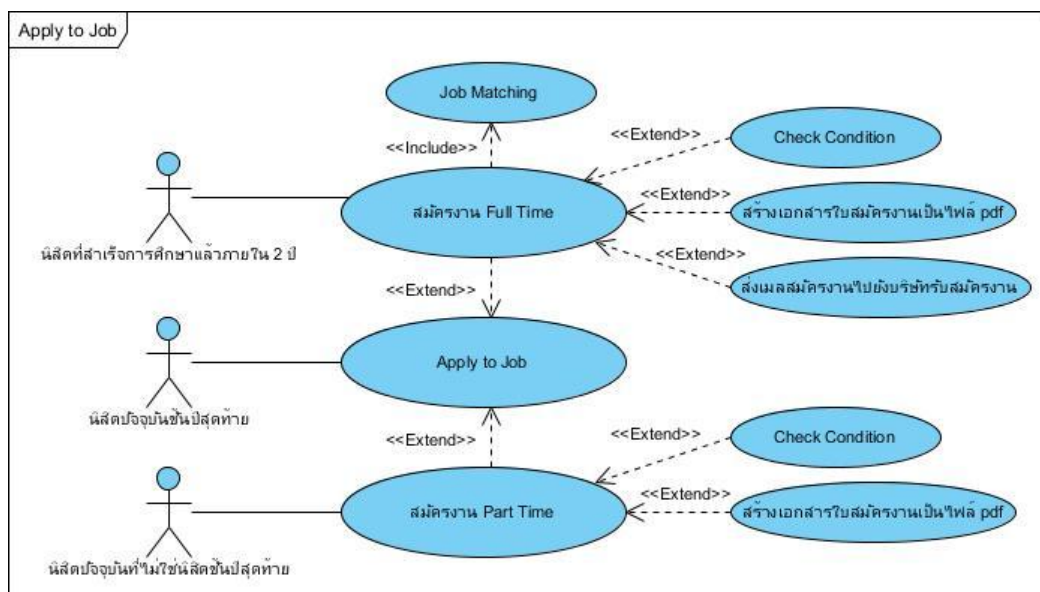 Apply to Job
Job Matching
<<Include>>
<<Extend>>
Check Condition
สมัครงาน Full Time
<<Extend>>
สร้างเอกสารใบสมัครงานเป็นไฟล์ pdf
นิสิตที่สำเร็จการศึกษาแล้วภายใน 2 ปี
<<Extend>>
ส่งเมลสมัครงานไปยังบริษัทรับสมัครงาน
<<Extend>>
Apply to Job
นิสิตปัจจุบันชั้นปีสุดท้าย
<<Extend>>
<<Extend>>
Check Condition
สมัครงาน Part Time
<<Extend>>
สร้างเอกสารใบสมัครงานเป็นไฟล์ pdf
นิสิตปัจจุบันที่ไม่ใช่นิสิตชั้นปีสุดท้าย